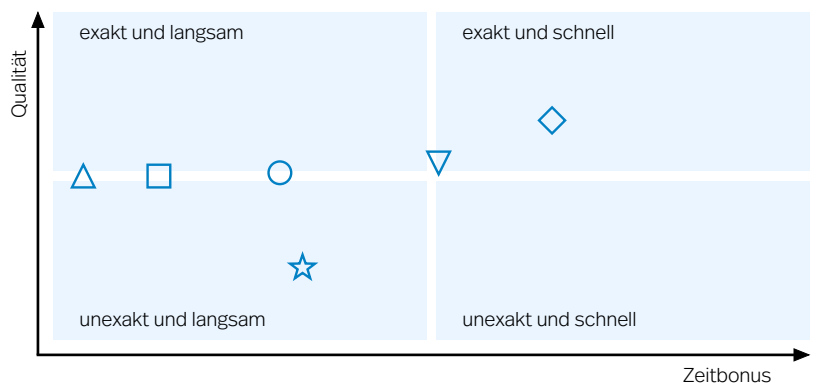 exakt und langsam
exakt und schnell
Qualität
unexakt und langsam
unexakt und schnell
Zeitbonus